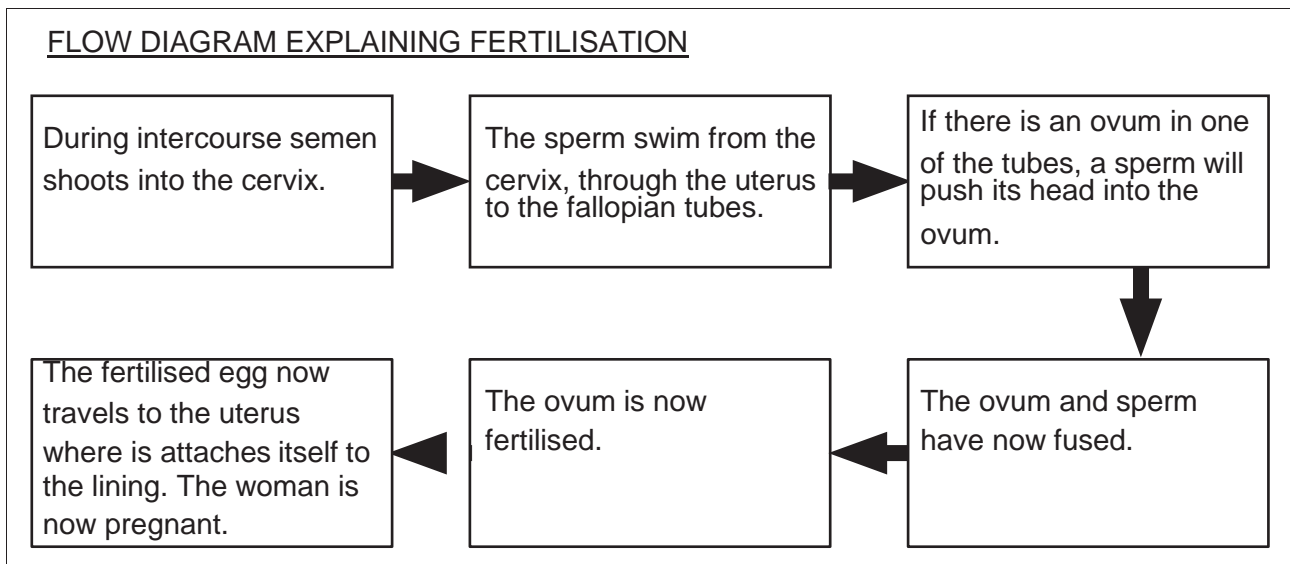 FLOW DIAGRAM EXPLAINING FERTILISATION
During intercourse semen
shoots into the cervix.
The sperm swim from the
cervix, through the uterus
to the fallopian tubes.
If there is an ovum in one
of the tubes, a sperm will
push its head into the
ovum.
The ovum and sperm
have now fused.
The ovum is now
fertilised.
The fertilised egg now
travels to the uterus
where is attaches itself to
the lining. The woman is
now pregnant.